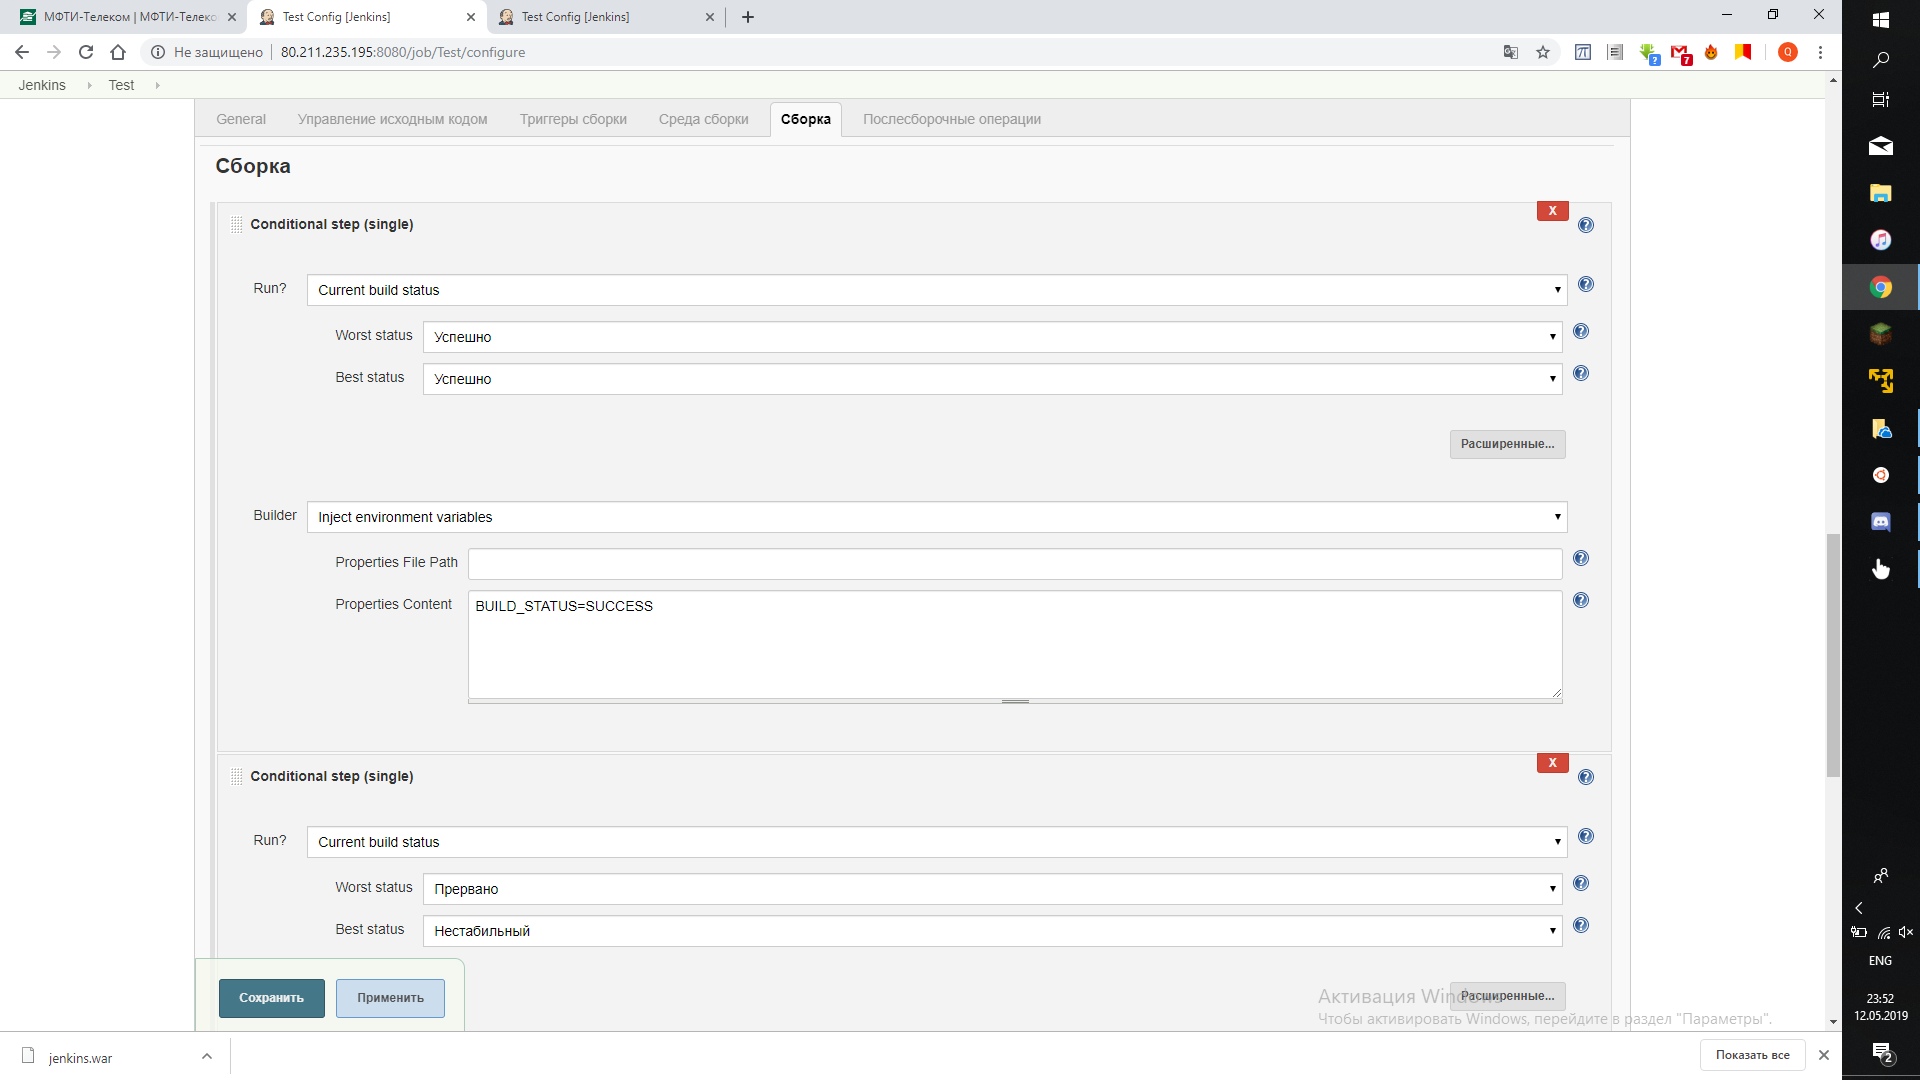 МФТИ-Телеком | МФТИ-Телеко
Test Config [Jenkins]
Test Config [Jenkins]
Не защищено
80.211.235.195:8080/job/Test/configure
?
7
Q
Jenkins
Test
General
Управление исходным кодом
Триггеры сборки
Среда сборки
Сборка
Послесборочные операции
Сборка
Conditional step (single)
X
Run?
Current build status
Worst status
Успешно
Best status
Успешно
Расширенные...
Builder
Inject environment variables
Properties File Path
Properties Content
BUILD_STATUS=SUCCESS
Conditional step (single)
X
Run?
Current build status
Worst status
Прервано
Best status
Нестабильный
Расширенные...
Сохранить
Применить
Активация Windows
Чтобы активировать Windows, перейдите в раздел "Параметры".
jenkins.war
Показать все
ENG
23:52
12.05.2019
2